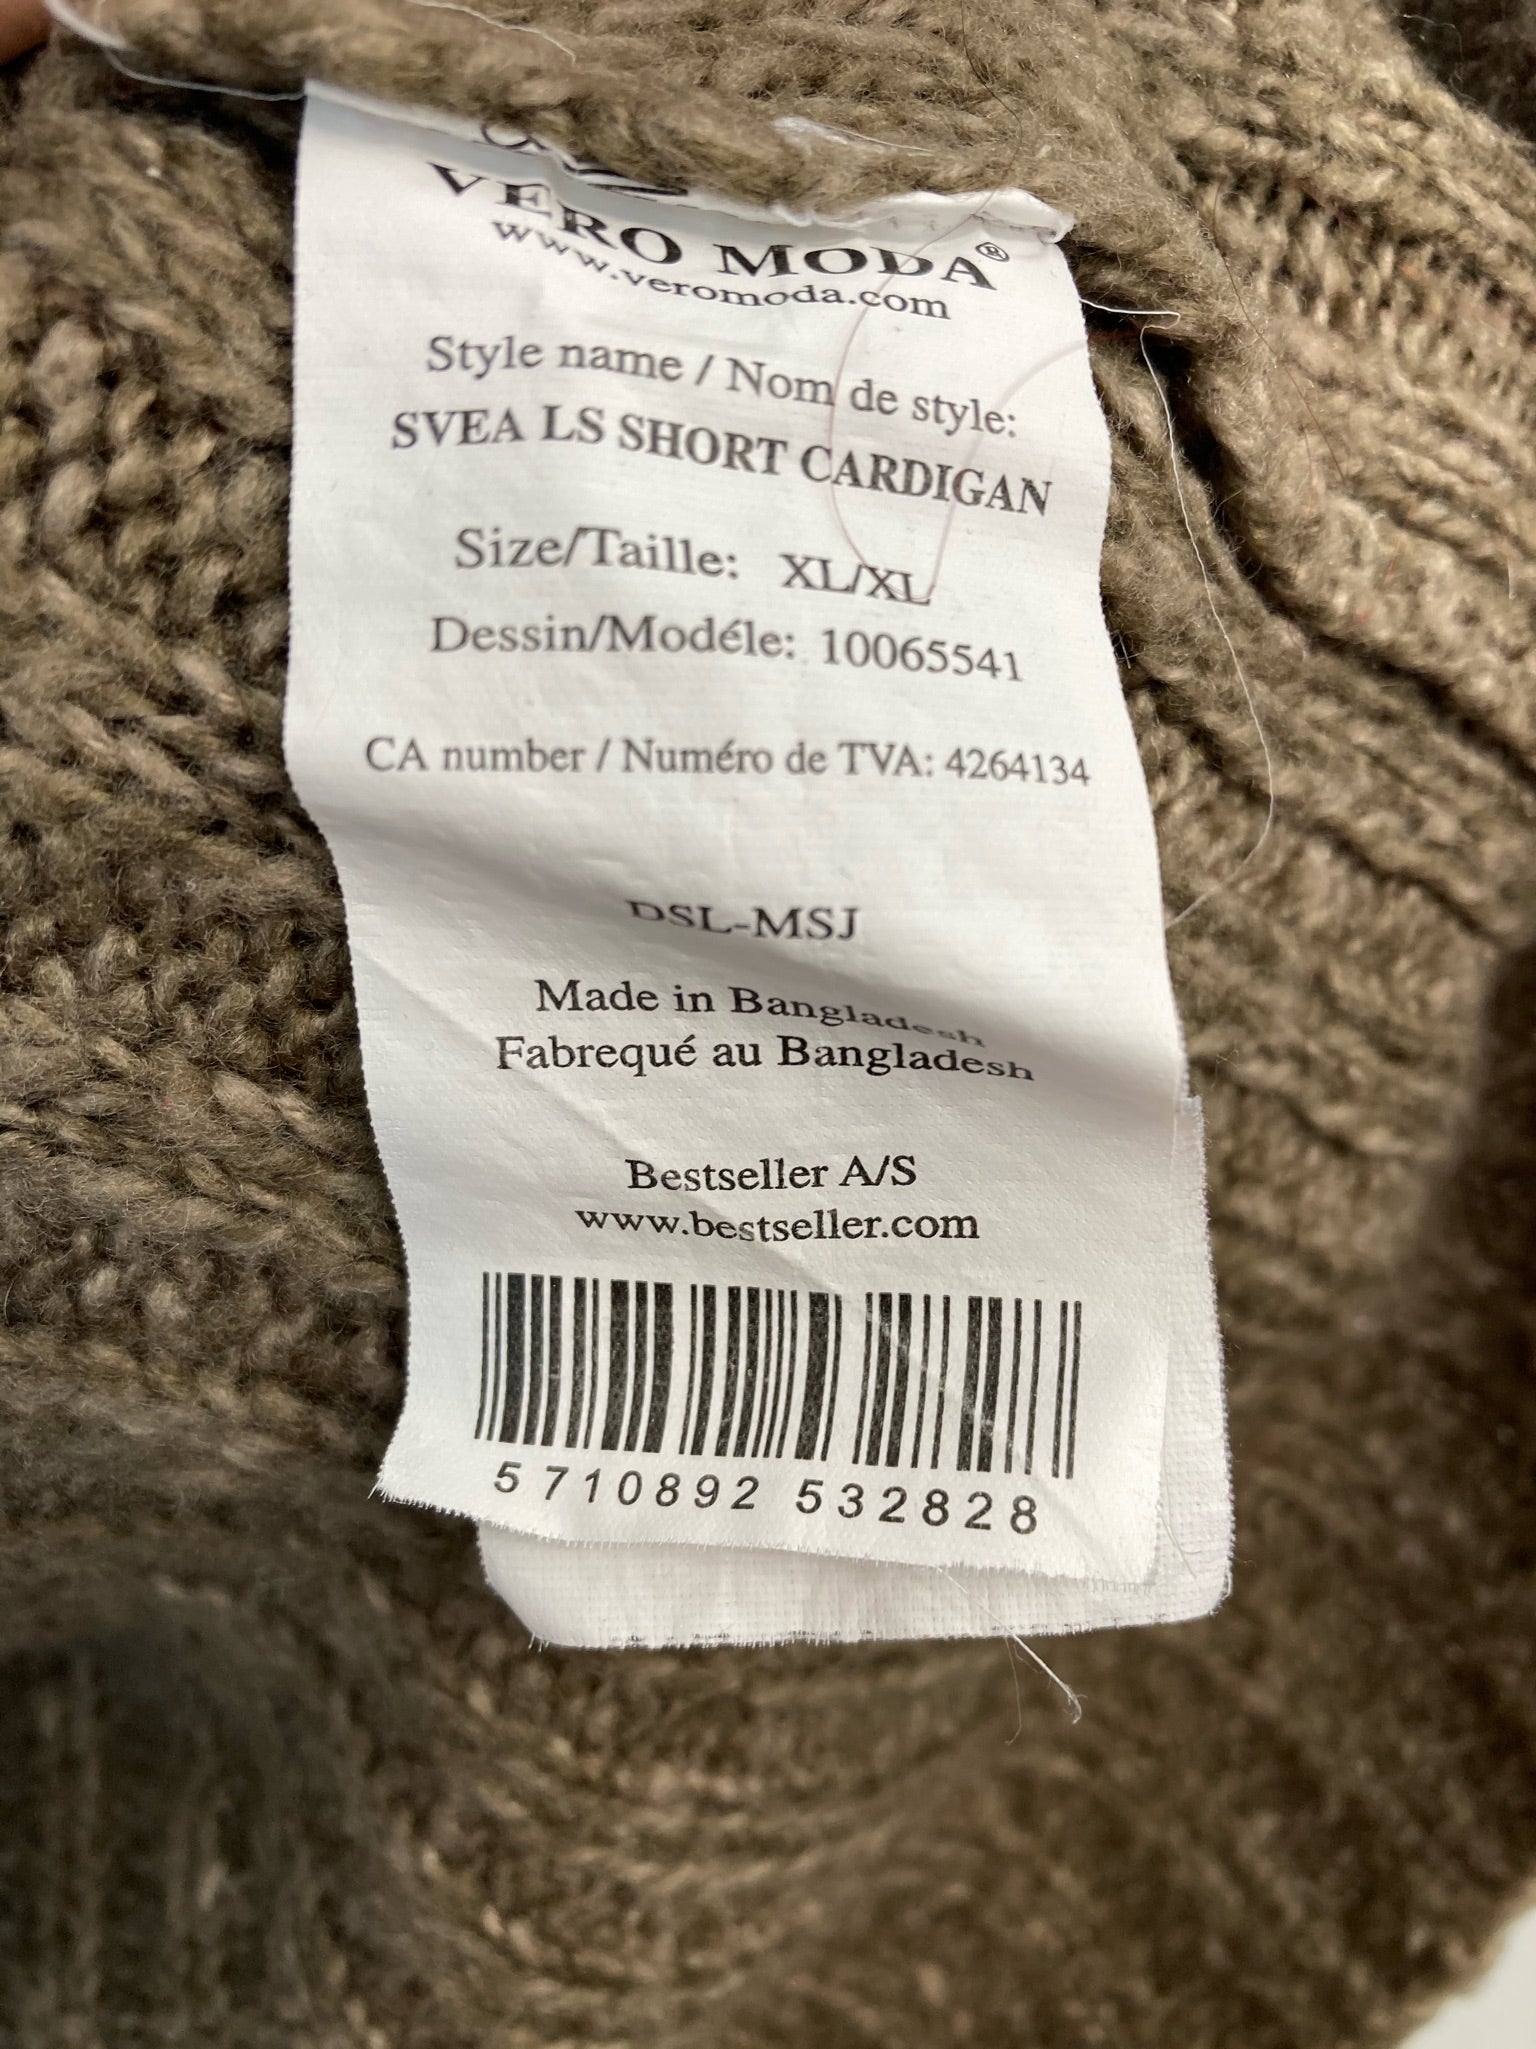 VERO MODA®
www.veromoda.com
Style name / Nom de style:
SVEA LS SHORT CARDIGAN
Size/Taille: XL/XL
Dessin/Modéle: 10065541
CA number / Numéro de TVA: 4264134
DSL-MSJ
Made in Bangladesh
Fabrequé au Bangladesh
Bestseller A/S
www.bestseller.com
5 710892 532828